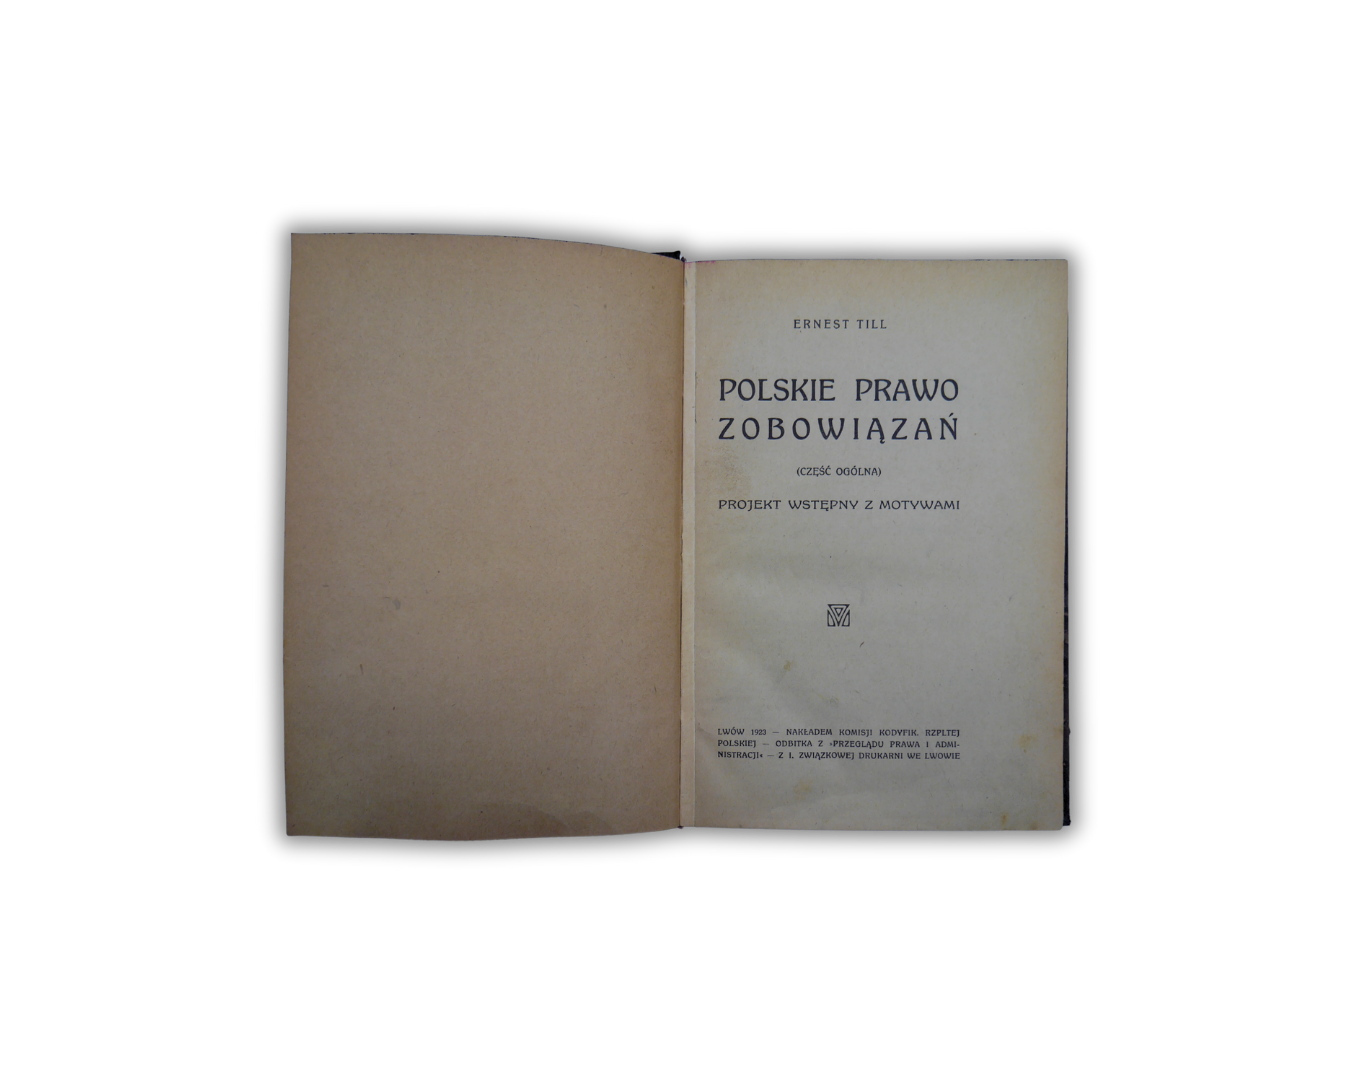 ERNEST TILL
POLSKIE PRAWO
ZOBOWIĄZAŃ
(CZĘŚĆ OGÓLNA)
PROJEKT WSTĘPNY Z MOTYWAMI
LWÓW 1923 — NAKŁADEM KOMISJI KODYFIK. RZPLTEJ
POLSKIEJ — ODBITKA Z »PRZEGLĄDU PRAWA I ADMI-
NISTRACJI« — Z I. ZWIĄZKOWEJ DRUKARNI WE LWOWIE